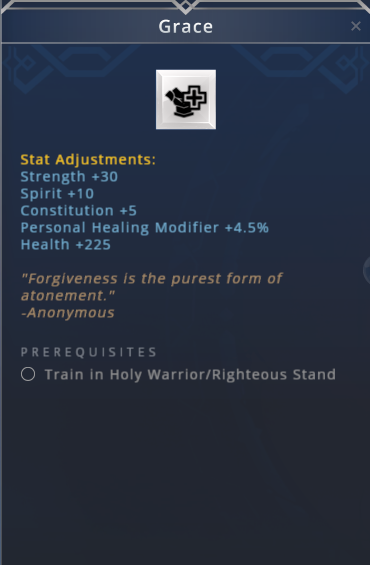 Grace
Stat Adjustments:
Strength +30
Spirit +10
Constitution +5
Personal Healing Modifier +4.5%
Health +225
"Forgiveness is the purest form of
atonement."
-Anonymous
PREREQUISITES
Train in Holy Warrior/Righteous Stand